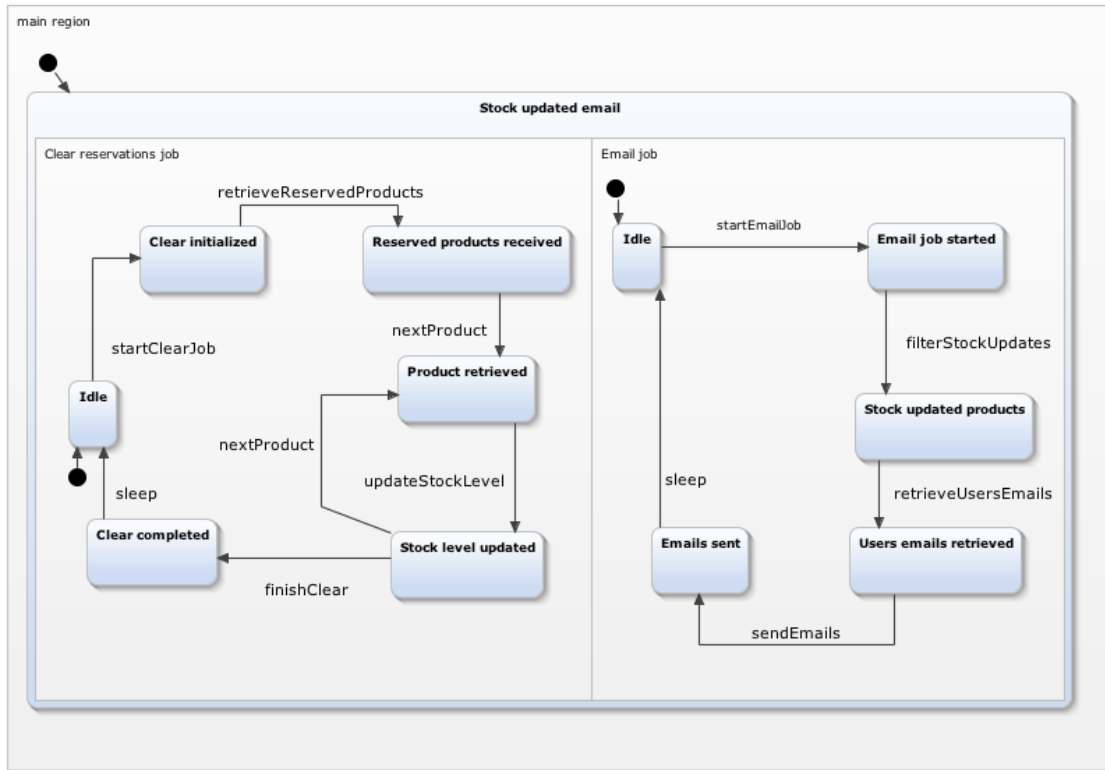 main region
Stock updated email
Clear reservations job
retrieveReservedProducts
Clear initialized
Reserved products received
startClearJob
nextProduct
Product retrieved
Idle
nextProduct
updateStockLevel
sleep
Clear completed
Stock level updated
finishClear
Email job
Idle
startEmailJob
Email job started
filterStockUpdates
Stock updated products
sleep
retrieveUsersEmails
Emails sent
Users emails retrieved
sendEmails